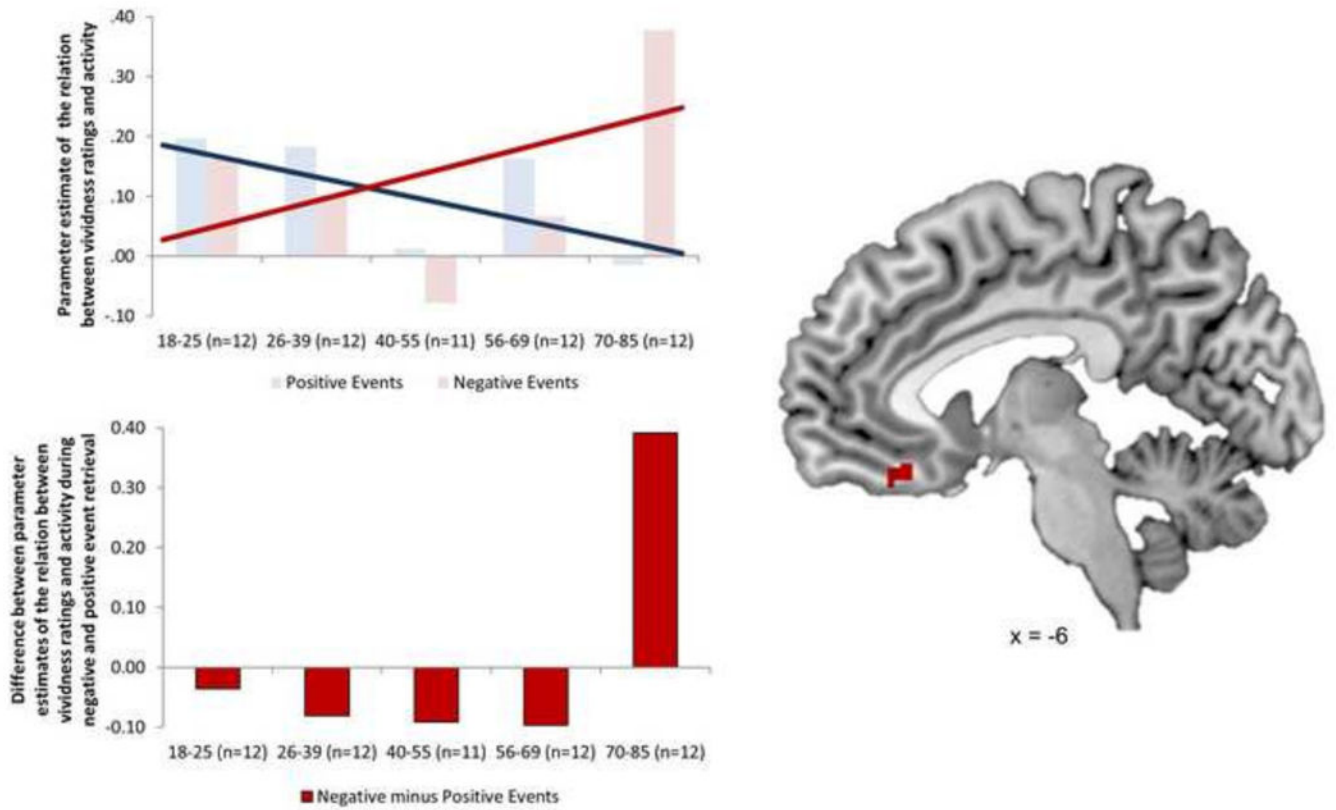 Parameter estimate of the relation
between vividness ratings and activity
.40
.30
.20
.10
.00
-.10
18-25 (n=12) 26-39 (n=12) 40-55 (n=11) 56-69 (n=12) 70-85 (n=12)
Positive Events Negative Events
Difference between parameter
estimates of the relation between
vividness ratings and activity during
negative and positive event retrieval
0.40
0.30
0.20
0.10
0.00
-0.10
18-25 (n=12) 26-39 (n=12) 40-55 (n=11) 56-69 (n=12) 70-85 (n=12)
Negative minus Positive Events
x = -6